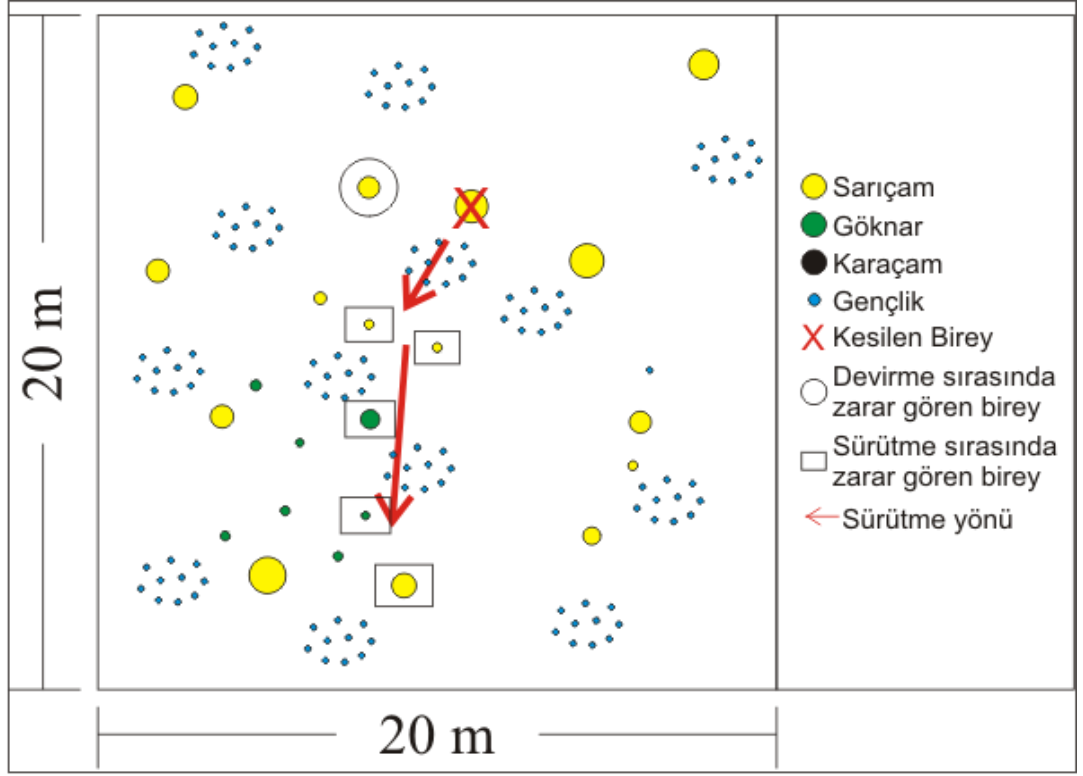 20 m
Sarıçam
Göknar
Karaçam
Gençlik
Kesilen Birey
Devirme sırasında
zarar gören birey
Sürütme sırasında
zarar gören birey
Sürütme yönü
20 m